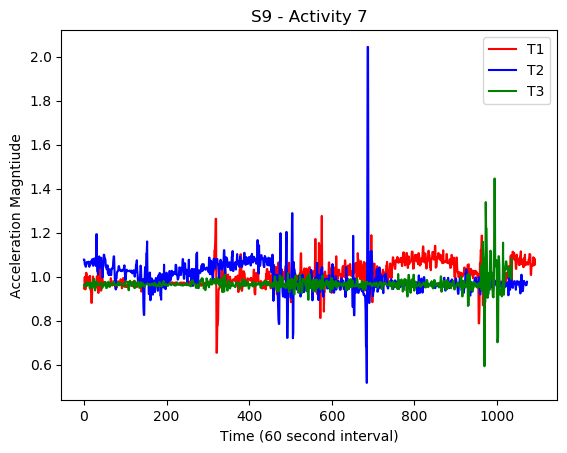 S9 - Activity 7
T1
T2
T3
2.0
1.8
1.6
1.4
1.2
1.0
0.8
0.6
Acceleration Magntiude
0
200
400
600
800
1000
Time (60 second interval)